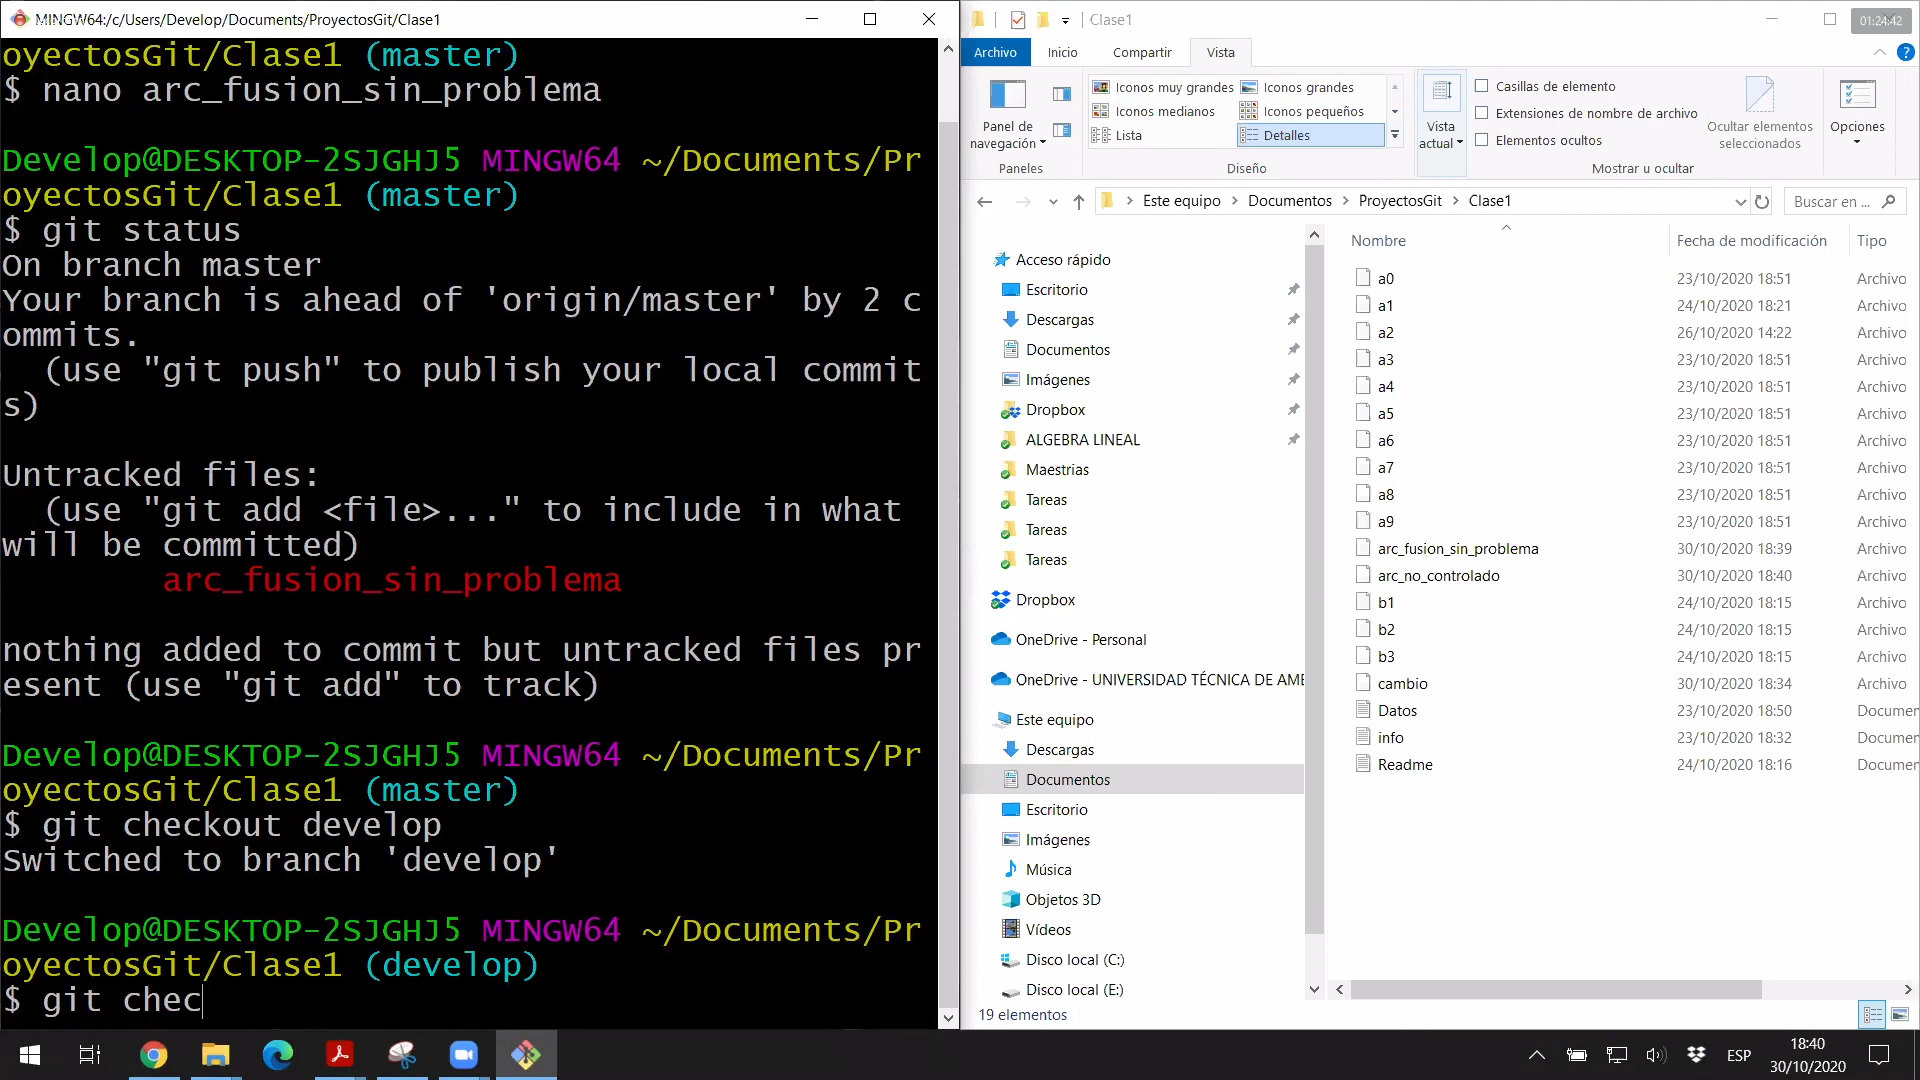 MINGW64:/c/Users/Develop/Documents/ProyectosGit/Clase1
oyectosGit/Clase1 (master)
$ nano arc_fusion_sin_problema
Develop@DESKTOP-2SJGHJ5 MINGW64 ~/Documents/Pr
oyectosGit/Clase1 (master)
$ git status
On branch master
Your branch is ahead of 'origin/master' by 2 c
ommits.
(use "git push" to publish your local commit
s)
Untracked files:
(use "git add <file>..." to include in what
will be committed)
arc_fusion_sin_problema
nothing added to commit but untracked files pr
esent (use "git add" to track)
Develop@DESKTOP-2SJGHJ5 MINGW64 ~/Documents/Pr
oyectosGit/Clase1 (master)
$ git checkout develop
Switched to branch 'develop'
Develop@DESKTOP-2SJGHJ5 MINGW64 ~/Documents/Pr
oyectosGit/Clase1 (develop)
$ git chec
Clase1
01:24:42
Archivo Inicio Compartir Vista
Panel de
navegación
Paneles
Iconos muy grandes Iconos grandes
Iconos medianos Iconos pequeños
Lista Detalles
Diseño
Vista
actual
Casillas de elemento
Extensiones de nombre de archivo
Elementos ocultos
Ocultar elementos
seleccionados
Mostrar u ocultar
Opciones
Este equipo Documentos ProyectosGit Clase1
Buscar en ...
Acceso rápido
Escritorio
Descargas
Documentos
Imágenes
Dropbox
ALGEBRA LINEAL
Maestrias
Tareas
Tareas
Tareas
Dropbox
OneDrive - Personal
OneDrive - UNIVERSIDAD TÉCNICA DE AME
Este equipo
Descargas
Documentos
Escritorio
Imágenes
Música
Objetos 3D
Vídeos
Disco local (C:)
Disco local (E:)
Nombre Fecha de modificación Tipo
a0 23/10/2020 18:51 Archivo
a1 24/10/2020 18:21 Archivo
a2 26/10/2020 14:22 Archivo
a3 23/10/2020 18:51 Archivo
a4 23/10/2020 18:51 Archivo
a5 23/10/2020 18:51 Archivo
a6 23/10/2020 18:51 Archivo
a7 23/10/2020 18:51 Archivo
a8 23/10/2020 18:51 Archivo
a9 23/10/2020 18:51 Archivo
arc_fusion_sin_problema 30/10/2020 18:39 Archivo
arc_no_controlado 30/10/2020 18:40 Archivo
b1 24/10/2020 18:15 Archivo
b2 24/10/2020 18:15 Archivo
b3 24/10/2020 18:15 Archivo
cambio 30/10/2020 18:34 Archivo
Datos 23/10/2020 18:50 Documen
info 23/10/2020 18:32 Documen
Readme 24/10/2020 18:16 Documen
19 elementos
ESP
18:40
30/10/2020